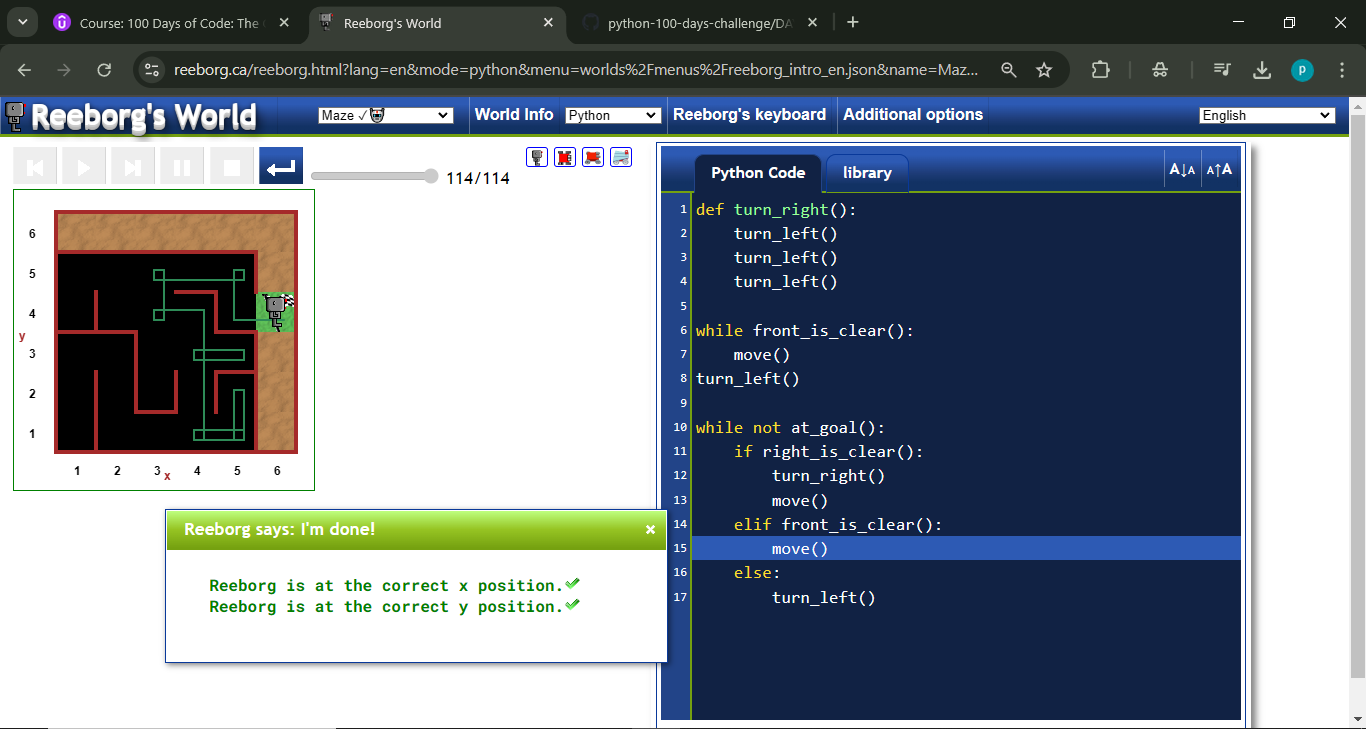 Course: 100 Days of Code: The C
Reeborg's World
python-100-days-challenge/DA
reeborg.ca/reeborg.html?lang=en&mode=python&menu=worlds%2Fmenus%2Freeborg_intro_en.json&name=Maz...
p
Reeborg's World
Maze ✓
World Info
Python
Reeborg's keyboard
Additional options
English
114/114
6
5
4
y
3
2
1
1 2 3 x 4 5 6
Reeborg says: I'm done!
×
Reeborg is at the correct x position.✔
Reeborg is at the correct y position.✔
Python Code
library
A↓A
A↑A
1 def turn_right():
2     turn_left()
3     turn_left()
4     turn_left()
5
6 while front_is_clear():
7     move()
8 turn_left()
9
10 while not at_goal():
11     if right_is_clear():
12         turn_right()
13         move()
14     elif front_is_clear():
15         move()
16     else:
17         turn_left()